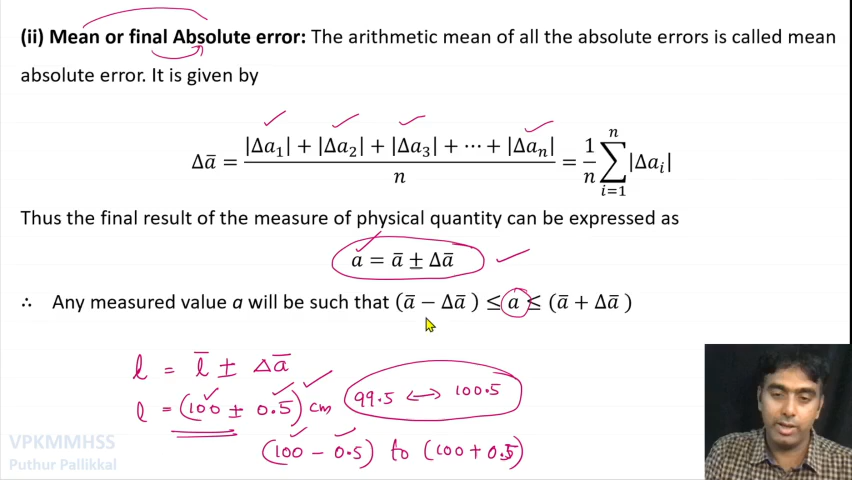 (ii) Mean or final Absolute error: The arithmetic mean of all the absolute errors is called mean
absolute error. It is given by
Δā = (|Δa₁| + |Δa₂| + |Δa₃| + ⋯ + |Δaₙ|)/n = 1/n ∑ⁿᵢ₌₁ |Δaᵢ|
Thus the final result of the measure of physical quantity can be expressed as
a = ā ± Δā
∴ Any measured value a will be such that (ā − Δā ) ≤ a ≤ (ā + Δā )
l = l̄ ± Δā
l = (100 ± 0.5) cm 99.5 ↔ 100.5
(100 − 0.5) to (100 + 0.5)
VPKMMHSS
Puthur Pallikkal